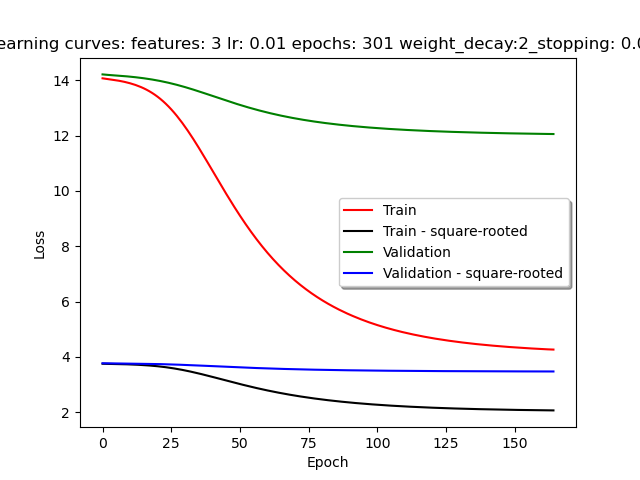 earning curves: features: 3 lr: 0.01 epochs: 301 weight_decay:2_stopping: 0.0
14
12
10
8
6
4
2
Loss
Train
Train - square-rooted
Validation
Validation - square-rooted
0 25 50 75 100 125 150
Epoch